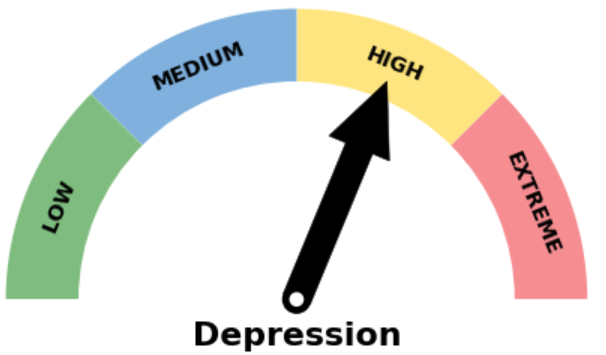 LOW
MEDIUM
HIGH
EXTREME
Depression